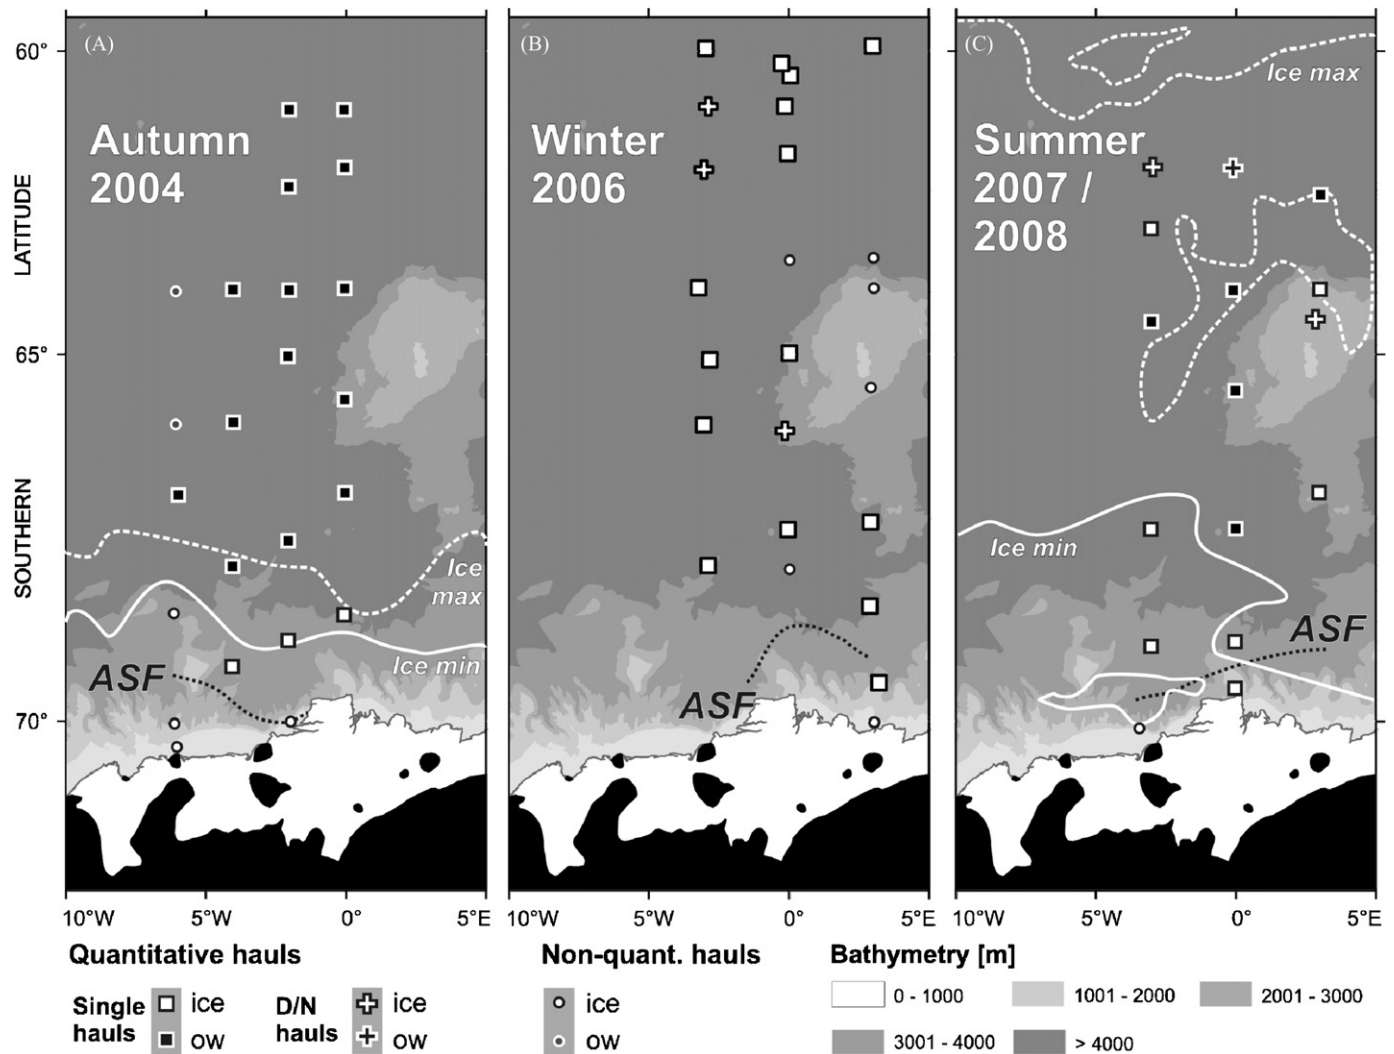 (A)
(B)
(C)
60°
65°
70°
LATITUDE
SOUTHERN
Autumn
2004
Ice
max
Ice min
ASF
Winter
2006
ASF
Ice max
Summer
2007 /
2008
Ice min
ASF
10°W 5°W 0° 5°E
10°W 5°W 0° 5°E
10°W 5°W 0° 5°E
Quantitative hauls
Single
hauls
ice
ow
D/N
hauls
ice
ow
Non-quant. hauls
ice
ow
Bathymetry [m]
0 - 1000
1001 - 2000
2001 - 3000
3001 - 4000
> 4000